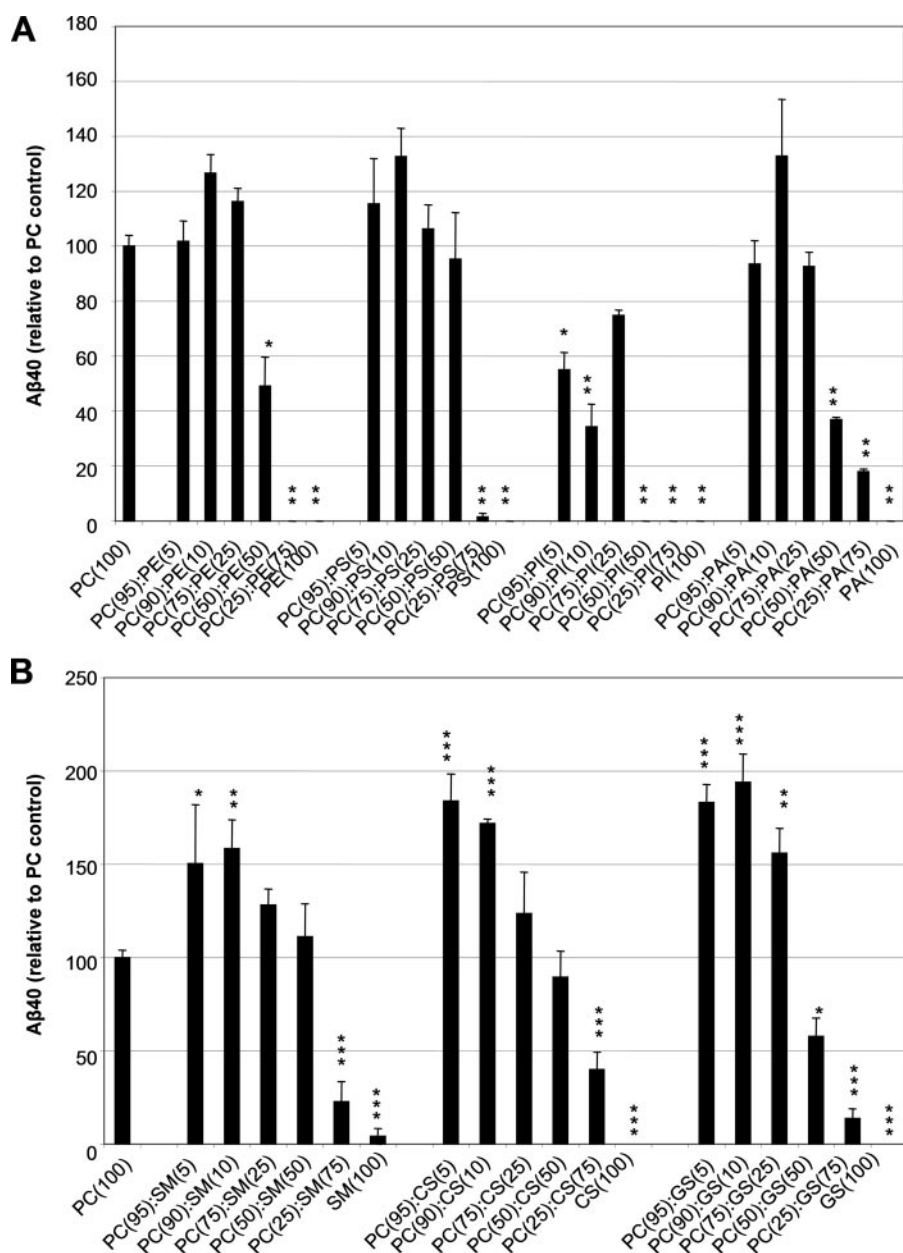 A
Aβ40 (relative to PC control)
180
160
140
120
100
80
60
40
20
0
*
**
**
**
**
*
**
**
**
**
**
**
**
PC(100)
PC(95):PE(5)
PC(90):PE(10)
PC(75):PE(25)
PC(50):PE(50)
PC(25):PE(75)
PE(100)
PC(95):PS(5)
PC(90):PS(10)
PC(75):PS(25)
PC(50):PS(50)
PC(25):PS(75)
PS(100)
PC(95):PI(5)
PC(90):PI(10)
PC(75):PI(25)
PC(50):PI(50)
PC(25):PI(75)
PI(100)
PC(95):PA(5)
PC(90):PA(10)
PC(75):PA(25)
PC(50):PA(50)
PC(25):PA(75)
PA(100)
B
Aβ40 (relative to PC control)
250
200
150
100
50
0
*
**
***
***
***
***
***
***
***
***
**
*
***
***
PC(100)
PC(95):SM(5)
PC(90):SM(10)
PC(75):SM(25)
PC(50):SM(50)
PC(25):SM(75)
SM(100)
PC(95):CS(5)
PC(90):CS(10)
PC(75):CS(25)
PC(50):CS(50)
PC(25):CS(75)
CS(100)
PC(95):GS(5)
PC(90):GS(10)
PC(75):GS(25)
PC(50):GS(50)
PC(25):GS(75)
GS(100)